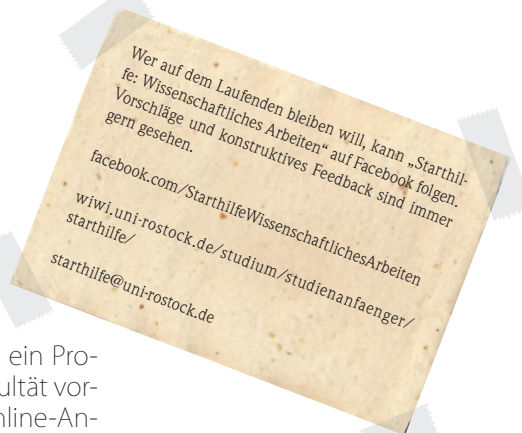 Wer auf dem Laufenden bleiben will, kann „Starthil-
fe: Wissenschaftliches Arbeiten“ auf Facebook folgen.
Vorschläge und konstruktives Feedback sind immer
gern gesehen.
facebook.com/StarthilfeWissenschaftlichesArbeiten
wiwi.uni-rostock.de/studium/studienanfaenger/
starthilfe/
starthilfe@uni-rostock.de
ein Pro-
ultät vor-
nline-An-